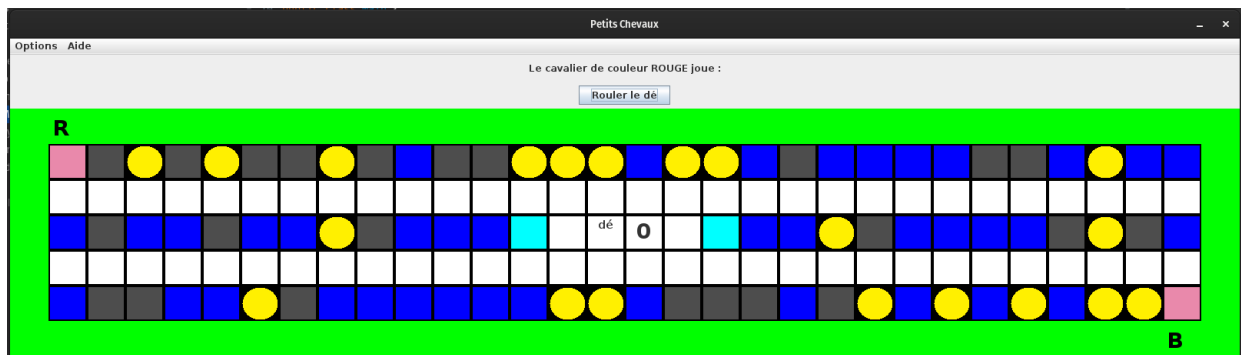 Petits Chevaux
Options Aide
Le cavalier de couleur ROUGE joue :
Rouler le dé
R
dé 0
B